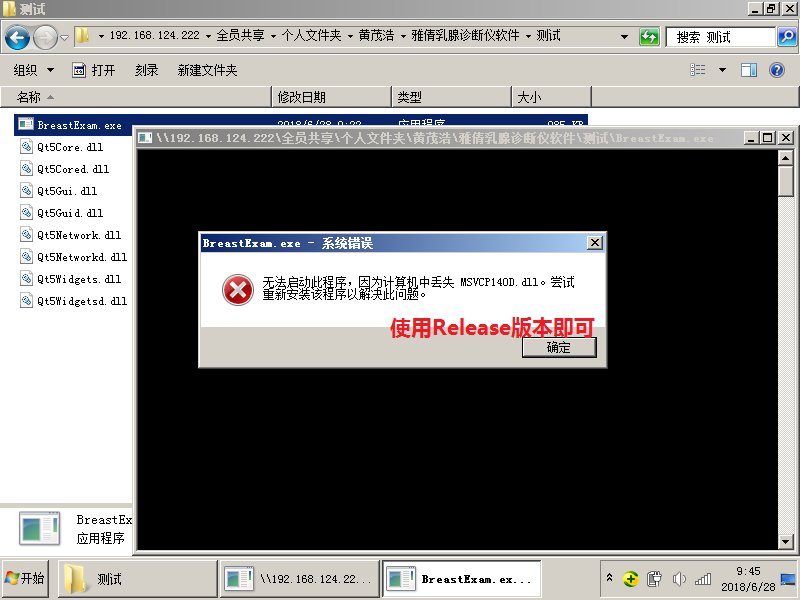 测试
192.168.124.222 全员共享 个人文件夹 黄茂浩 雅倩乳腺诊断仪软件 测试
搜索 测试
组织 打开 刻录 新建文件夹
名称 修改日期 类型 大小
BreastExam.exe 2018/6/28 9:22 应用程序 985 KB
\\192.168.124.222\全员共享\个人文件夹\黄茂浩\雅倩乳腺诊断仪软件\测试\BreastExam.exe
Qt5Core.dll
Qt5Cored.dll
Qt5Gui.dll
Qt5Guid.dll
Qt5Network.dll
Qt5Networkd.dll
Qt5Widgets.dll
Qt5Widgetsd.dll
BreastExam.exe - 系统错误
无法启动此程序，因为计算机中丢失 MSVCP140D.dll。尝试
重新安装该程序以解决此问题。
使用Release版本即可
确定
BreastEx
应用程序
开始 测试 \\192.168.124.22... BreastExam.ex...
9:45
2018/6/28